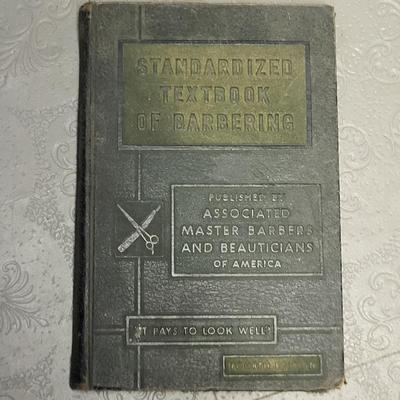 STANDARDIZED
TEXTBOOK
OF BARBERING
PUBLISHED BY
ASSOCIATED
MASTER BARBERS
AND BEAUTICIANS
OF AMERICA
"IT PAYS TO LOOK WELL"